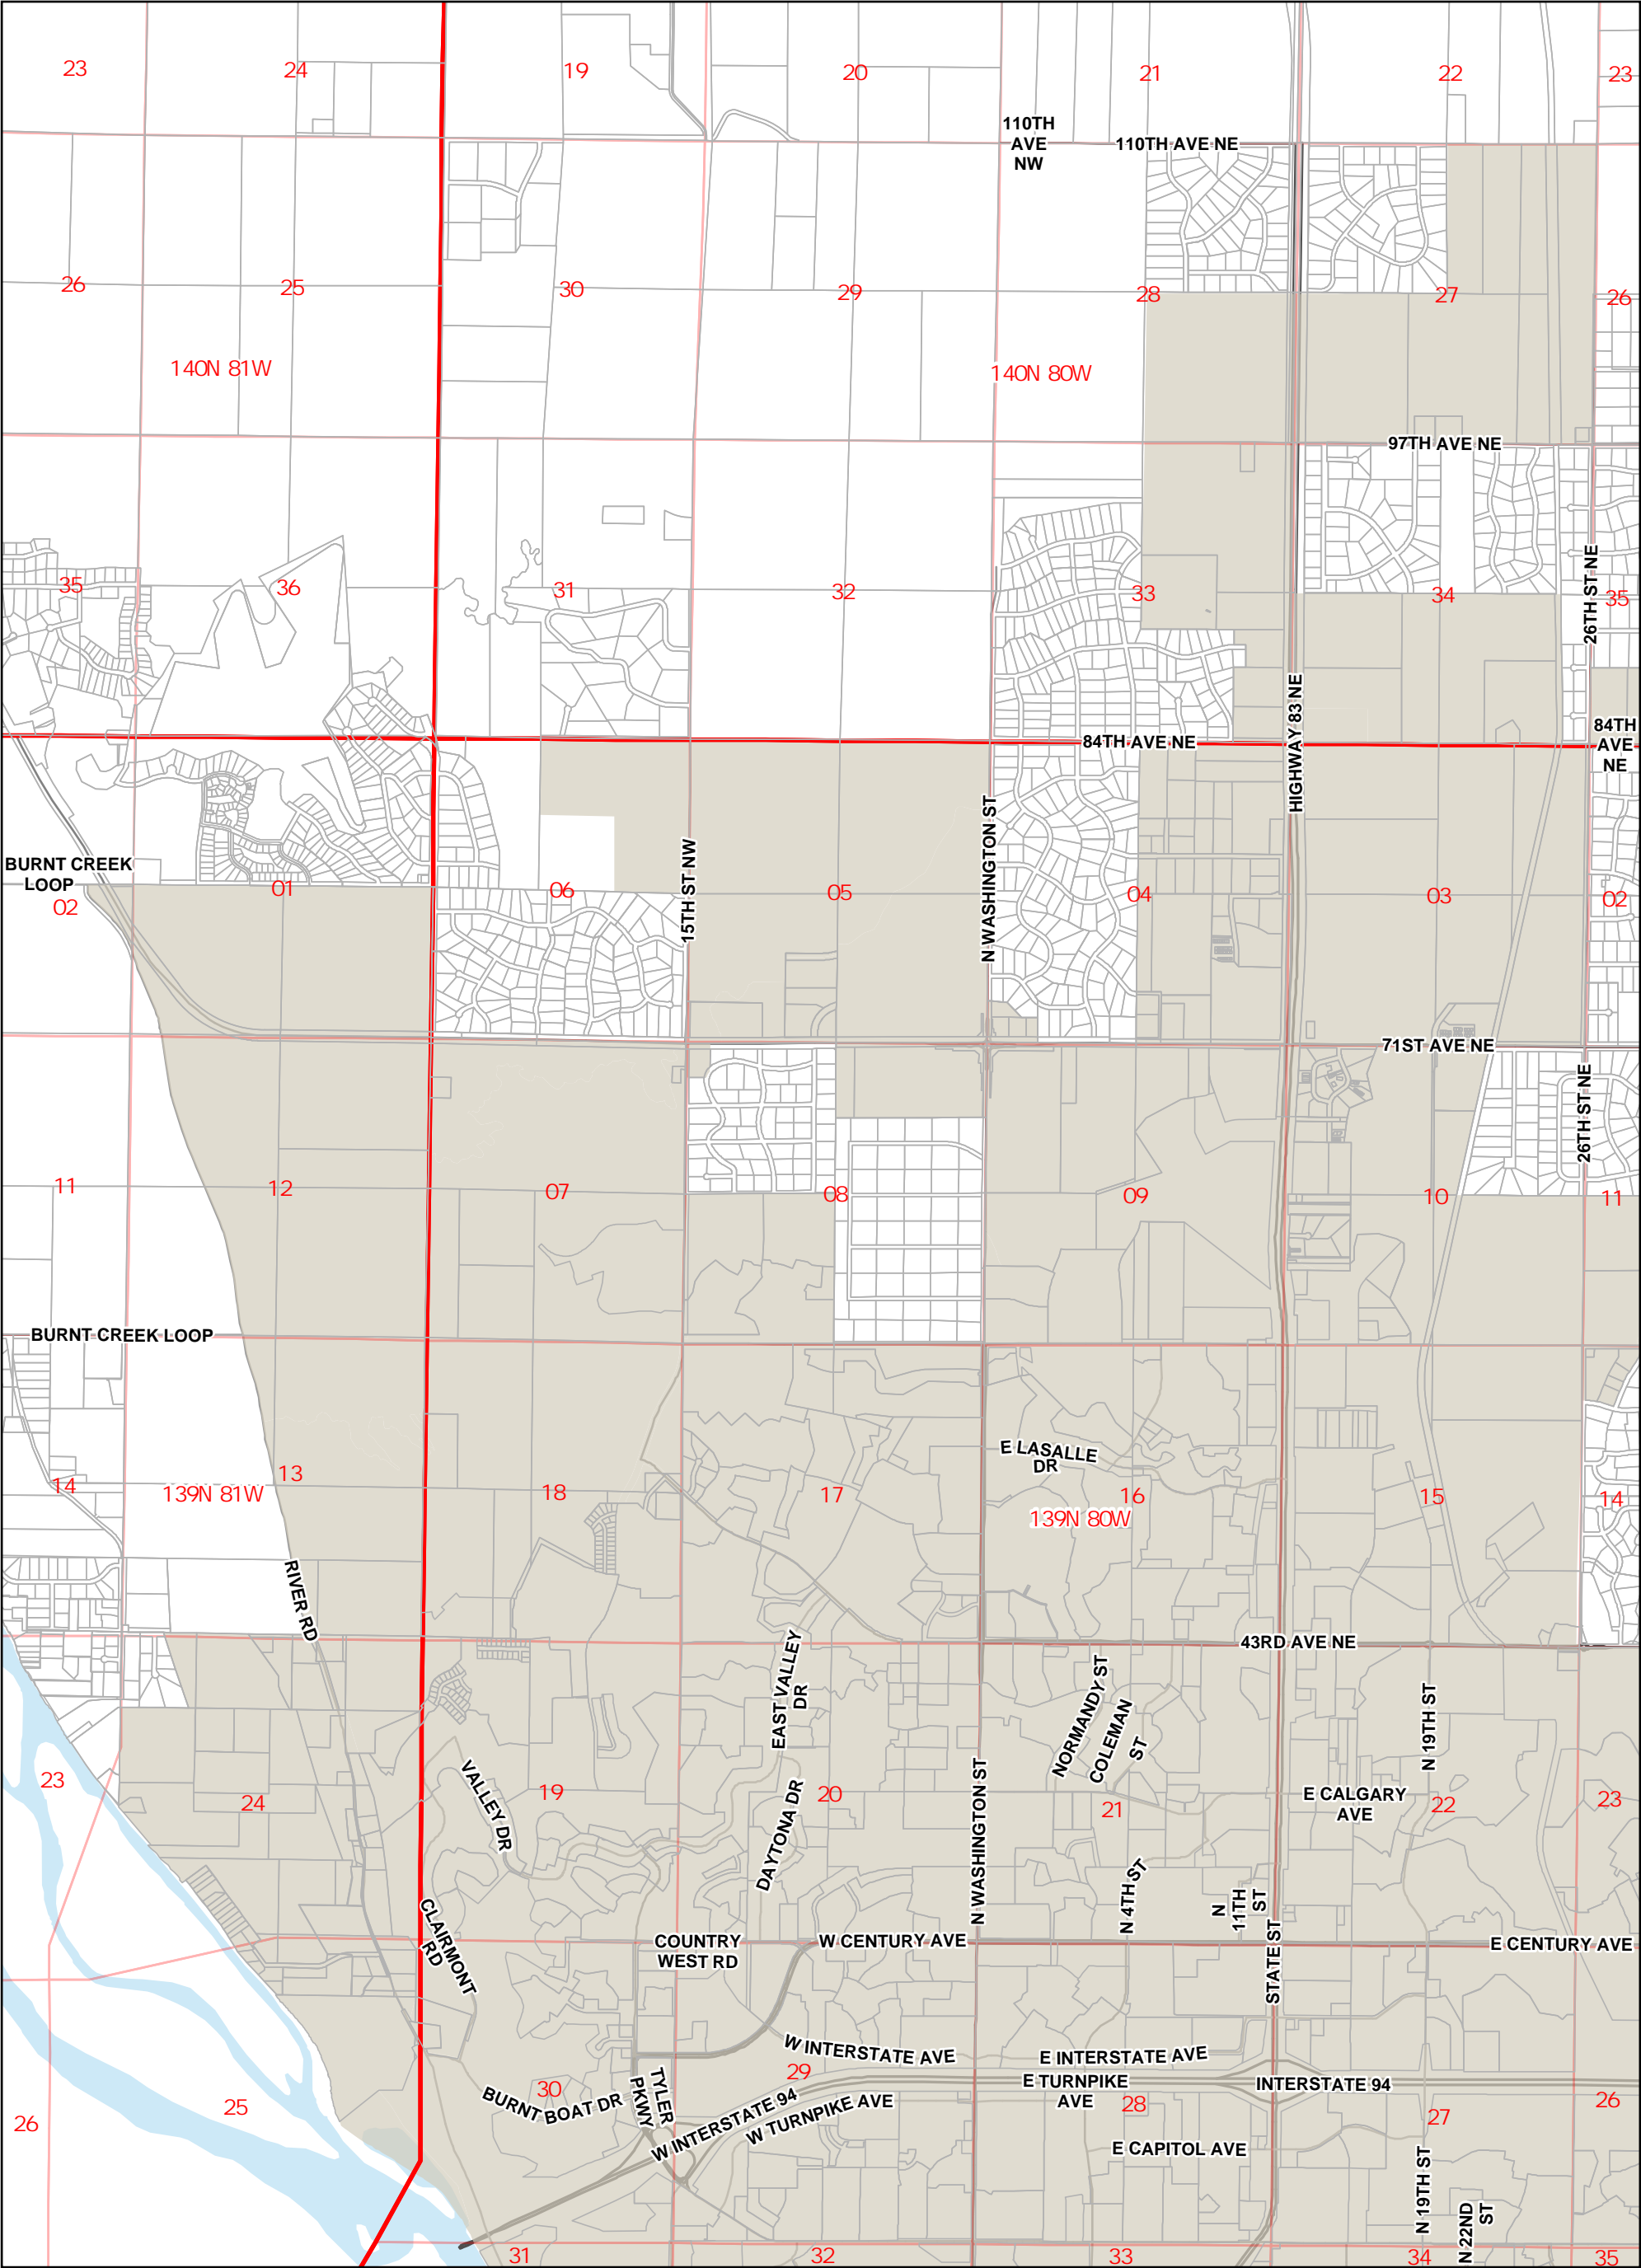 23
24
19
20
21
22
23
110TH
AVE
NW
110TH AVE NE
26
25
30
29
28
27
26
140N 81W
140N 80W
97TH AVE NE
35
36
31
32
33
34
35
26TH ST NE
HIGHWAY 83 NE
84TH AVE NE
84TH
AVE
NE
BURNT CREEK
LOOP
02
01
06
15TH ST NW
05
N WASHINGTON ST
04
03
02
71ST AVE NE
26TH ST NE
11
12
07
08
09
10
11
BURNT CREEK LOOP
E LASALLE
DR
14
139N 81W
13
18
17
16
139N 80W
15
14
RIVER RD
43RD AVE NE
EAST VALLEY
DR
NORMANDY ST
COLEMAN
ST
N 19TH ST
23
24
VALLEY DR
19
DAYTONA DR
20
N WASHINGTON ST
21
E CALGARY
AVE
22
23
N 4TH ST
N
11TH
ST
CLAIRMONT
RD
COUNTRY
WEST RD
W CENTURY AVE
STATE ST
E CENTURY AVE
W INTERSTATE AVE
E INTERSTATE AVE
29
E TURNPIKE
AVE
INTERSTATE 94
26
25
30
BURNT BOAT DR
TYLER
PKWY
W INTERSTATE 94
W TURNPIKE AVE
28
27
26
E CAPITOL AVE
N 19TH ST
N 22ND
ST
31
32
33
34
35